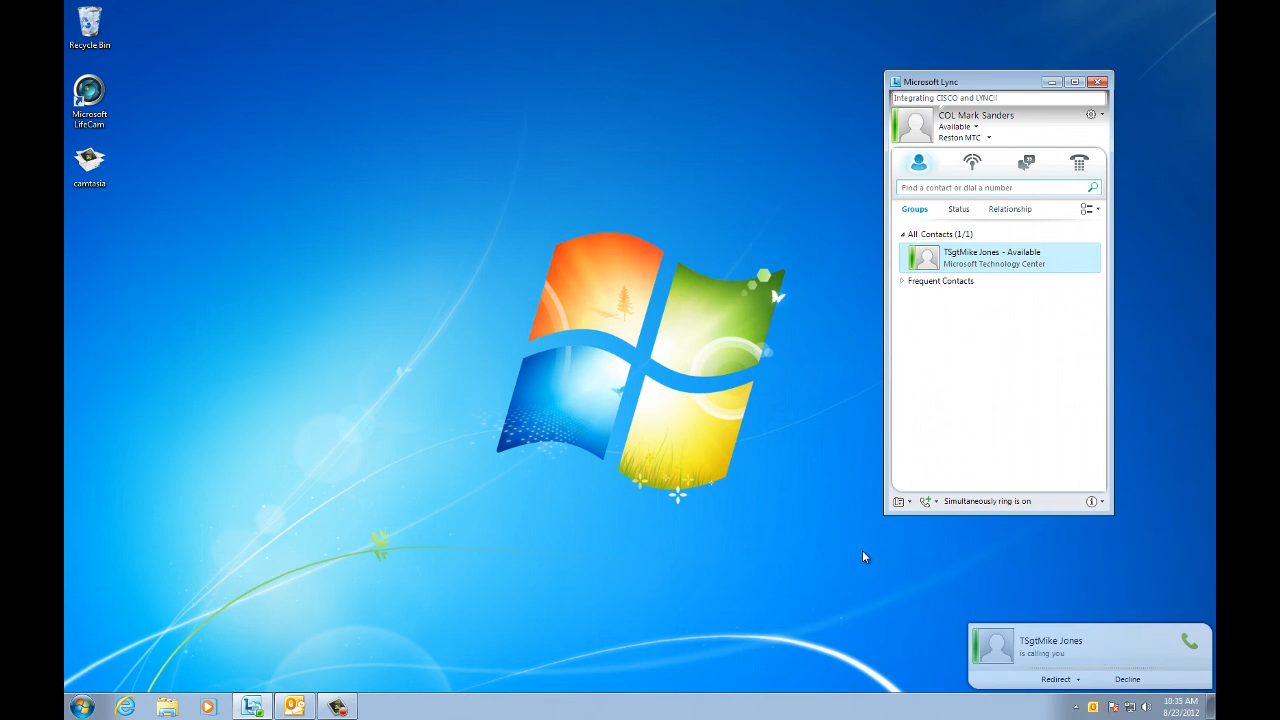 Recycle Bin
Microsoft
LifeCam
camtasia
Microsoft Lync
Integrating CISCO and LYNC!!
COL Mark Sanders
Available
Reston MTC
Find a contact or dial a number
Groups Status Relationship
All Contacts (1/1)
TSgtMike Jones - Available
Microsoft Technology Center
Frequent Contacts
Simultaneously ring is on
TSgtMike Jones
is calling you
Redirect Decline
10:35 AM
8/23/2012